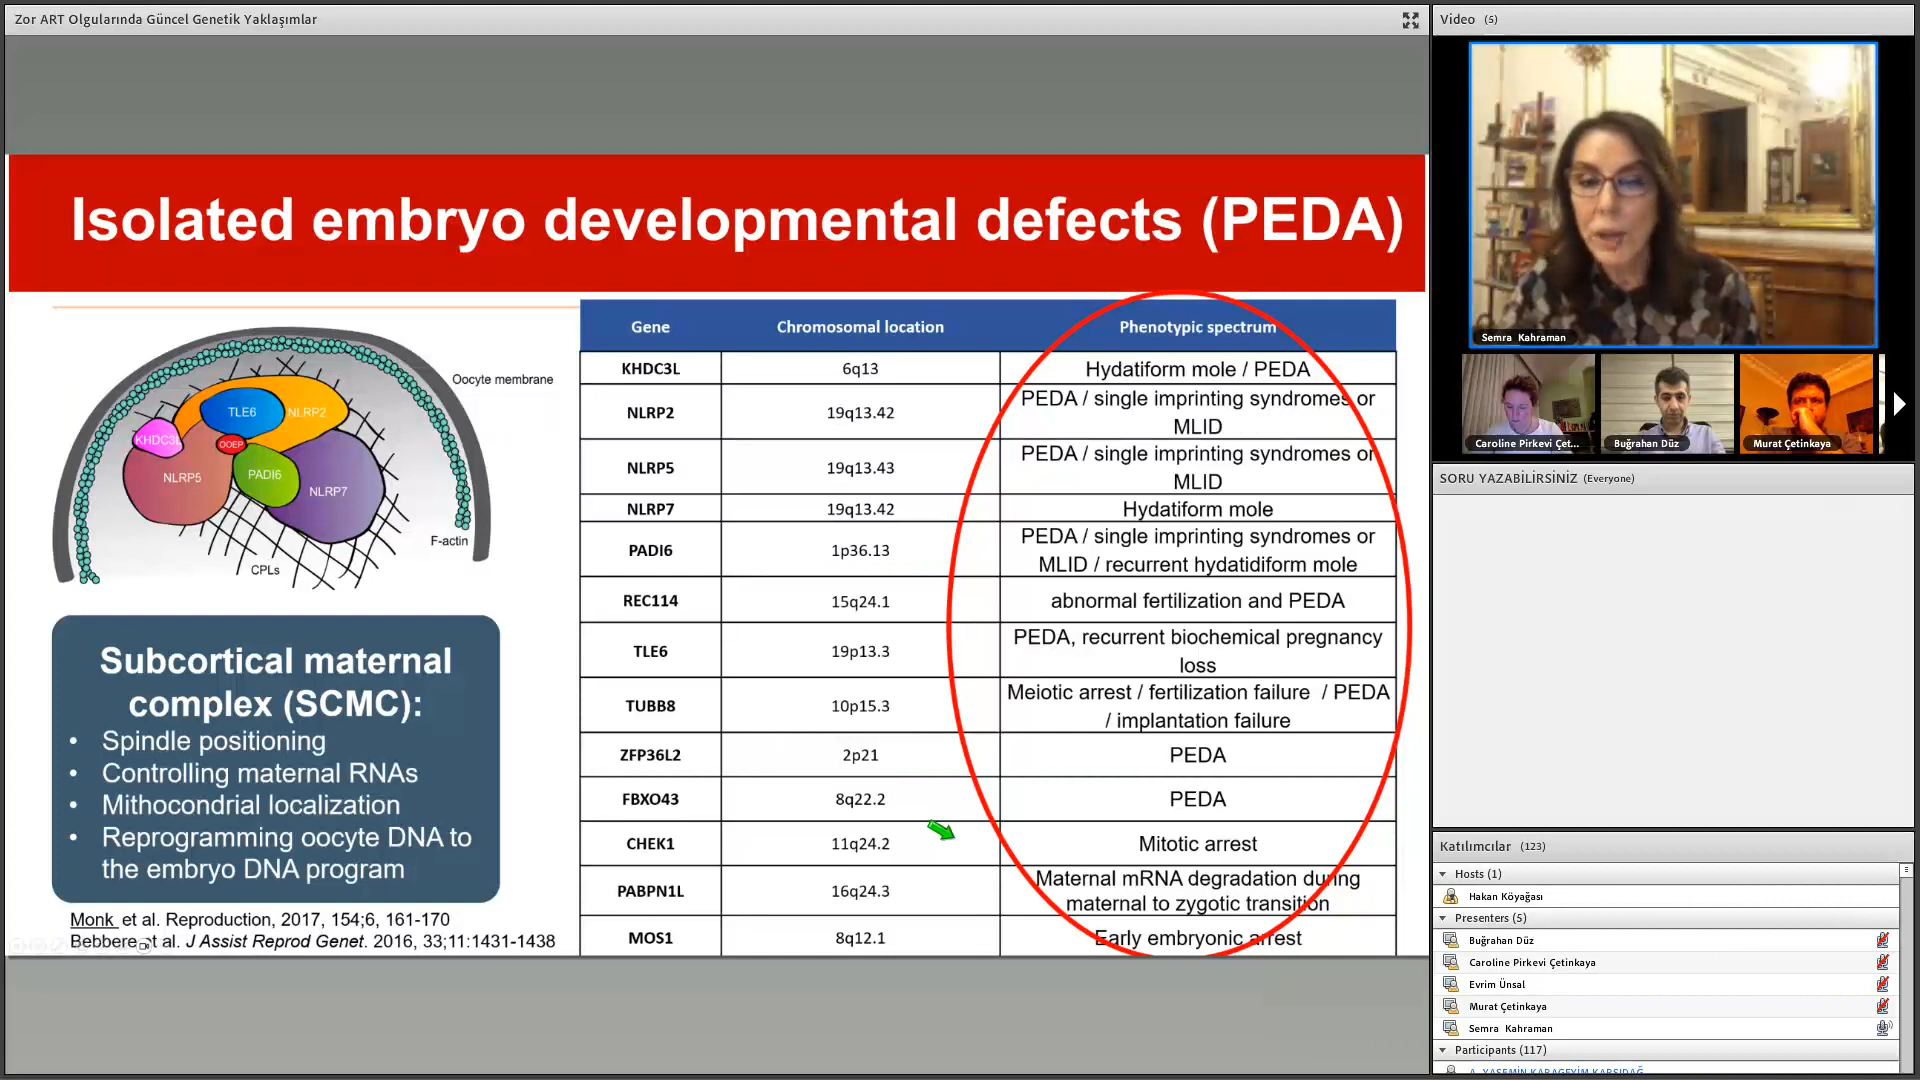 Zor ART Olgularında Güncel Genetik Yaklaşımlar
Isolated embryo developmental defects (PEDA)
Oocyte membrane
TLE6
NLRP2
KHDC3L
OOEP
NLRP5
PADI6
NLRP7
F-actin
CPLs
Subcortical maternal
complex (SCMC):
• Spindle positioning
• Controlling maternal RNAs
• Mithocondrial localization
• Reprogramming oocyte DNA to
the embryo DNA program
Monk et al. Reproduction, 2017, 154;6, 161-170
Bebbere et al. J Assist Reprod Genet. 2016, 33;11:1431-1438
Gene Chromosomal location Phenotypic spectrum
KHDC3L 6q13 Hydatiform mole / PEDA
NLRP2 19q13.42 PEDA / single imprinting syndromes or
MLID
NLRP5 19q13.43 PEDA / single imprinting syndromes or
MLID
NLRP7 19q13.42 Hydatiform mole
PADI6 1p36.13 PEDA / single imprinting syndromes or
MLID / recurrent hydatidiform mole
REC114 15q24.1 abnormal fertilization and PEDA
TLE6 19p13.3 PEDA, recurrent biochemical pregnancy
loss
TUBB8 10p15.3 Meiotic arrest / fertilization failure / PEDA
/ implantation failure
ZFP36L2 2p21 PEDA
FBXO43 8q22.2 PEDA
CHEK1 11q24.2 Mitotic arrest
PABPN1L 16q24.3 Maternal mRNA degradation during
maternal to zygotic transition
MOS1 8q12.1 Early embryonic arrest
Video (5)
Semra Kahraman
Caroline Pirkevi Çet...
Buğrahan Düz
Murat Çetinkaya
SORU YAZABİLİRSİNİZ (Everyone)
Katılımcılar (123)
Hosts (1)
Hakan Köyağası
Presenters (5)
Buğrahan Düz
Caroline Pirkevi Çetinkaya
Evrim Ünsal
Murat Çetinkaya
Semra Kahraman
Participants (117)